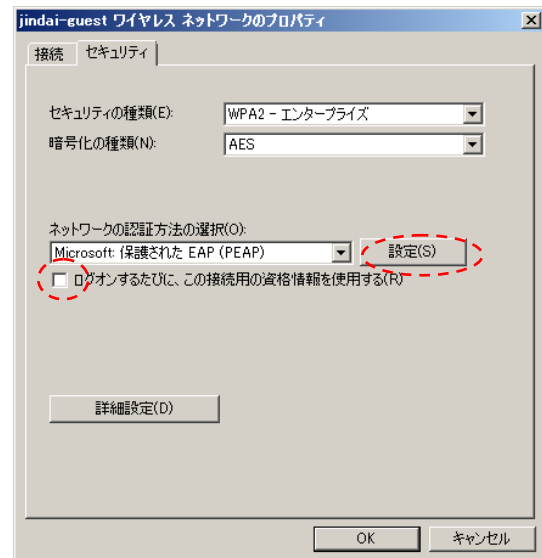 jindai-guest ワイヤレス ネットワークのプロパティ
接続 セキュリティ
セキュリティの種類(E): WPA2 - エンタープライズ
暗号化の種類(N): AES
ネットワークの認証方法の選択(O):
Microsoft: 保護された EAP (PEAP) 設定(S)
ログオンするたびに、この接続用の資格情報を使用する(R)
詳細設定(D)
OK キャンセル